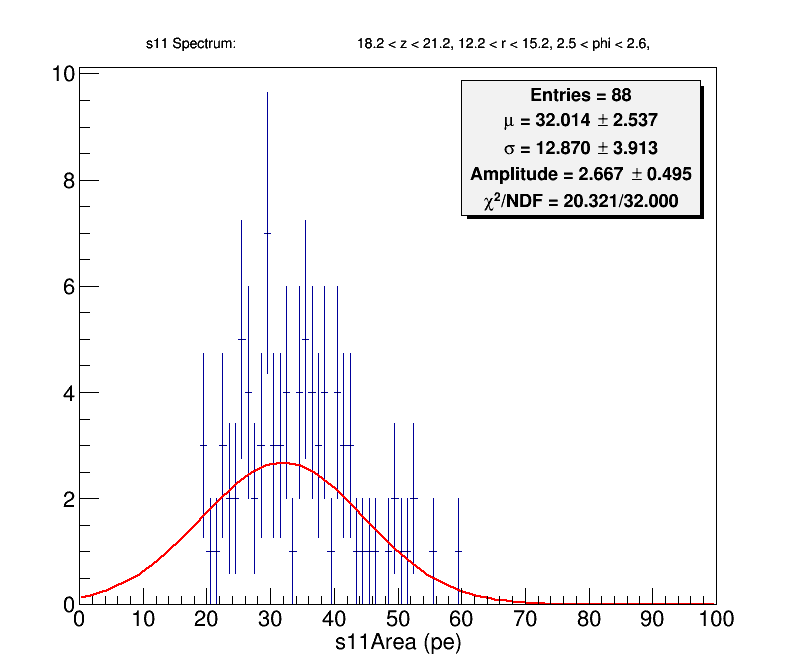 s11 Spectrum: 18.2 < z < 21.2, 12.2 < r < 15.2, 2.5 < phi < 2.6,
Entries = 88
μ = 32.014 ± 2.537
σ = 12.870 ± 3.913
Amplitude = 2.667 ± 0.495
χ²/NDF = 20.321/32.000
10
8
6
4
2
0
0 10 20 30 40 50 60 70 80 90 100
s11Area (pe)